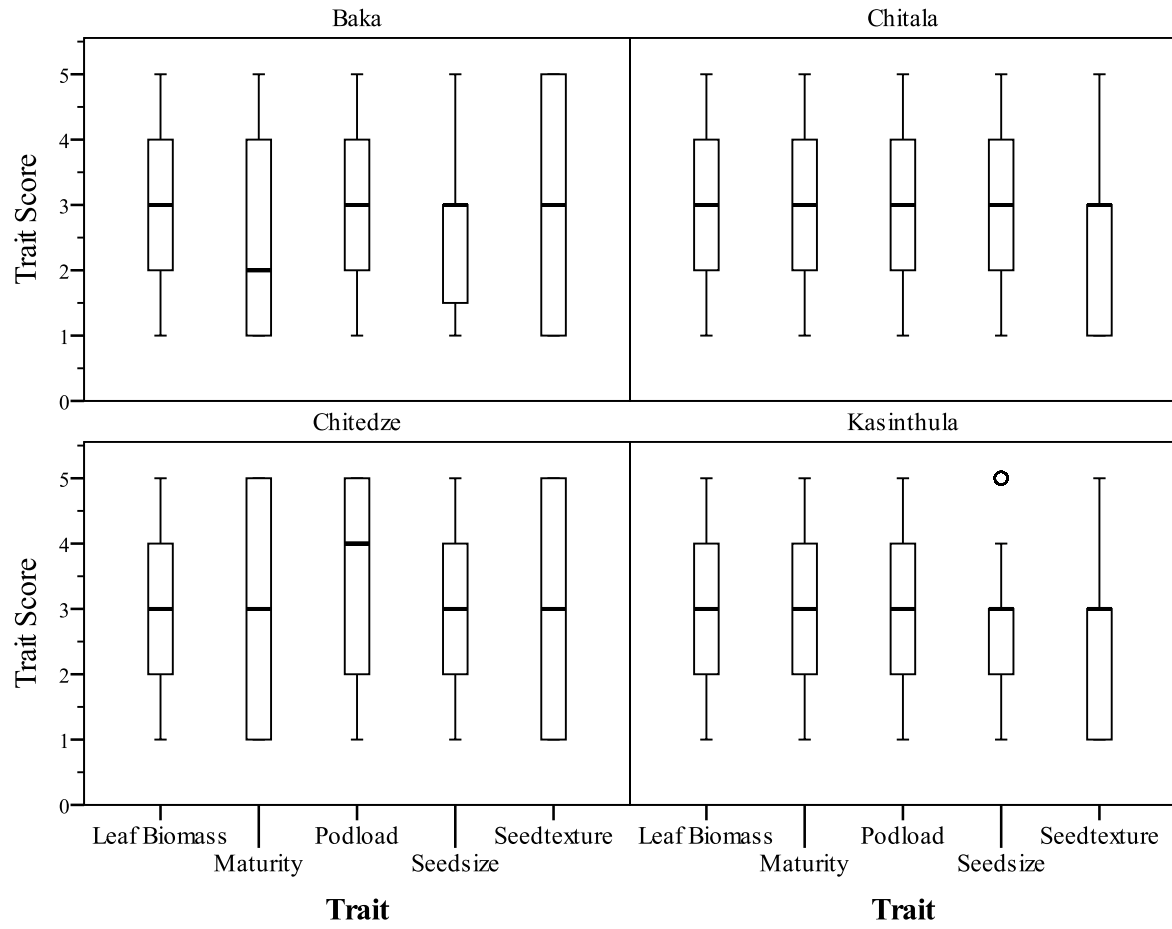 Baka
Chitala
Trait Score
5
4
3
2
1
0
Chitedze
Kasinthula
Trait Score
5
4
3
2
1
0
Leaf Biomass Podload Seedtexture
Maturity Seedsize
Leaf Biomass Podload Seedtexture
Maturity Seedsize
Trait
Trait